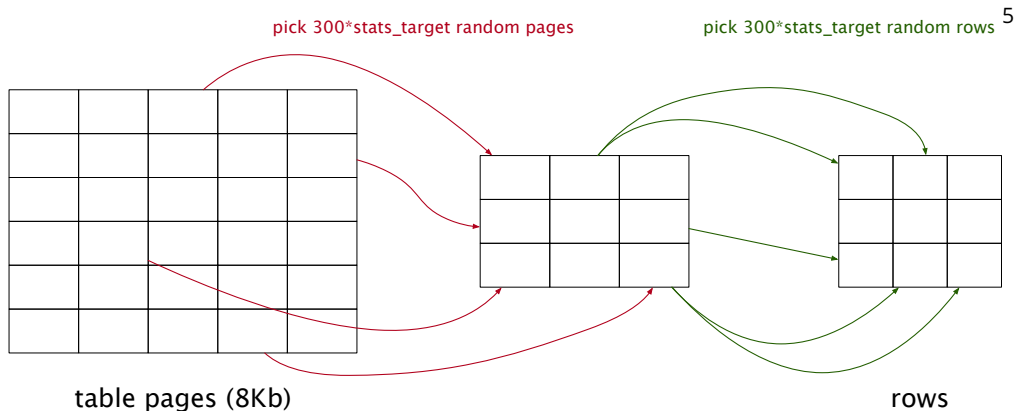 5
pick 300*stats_target random pages
pick 300*stats_target random rows
table pages (8Kb)
rows